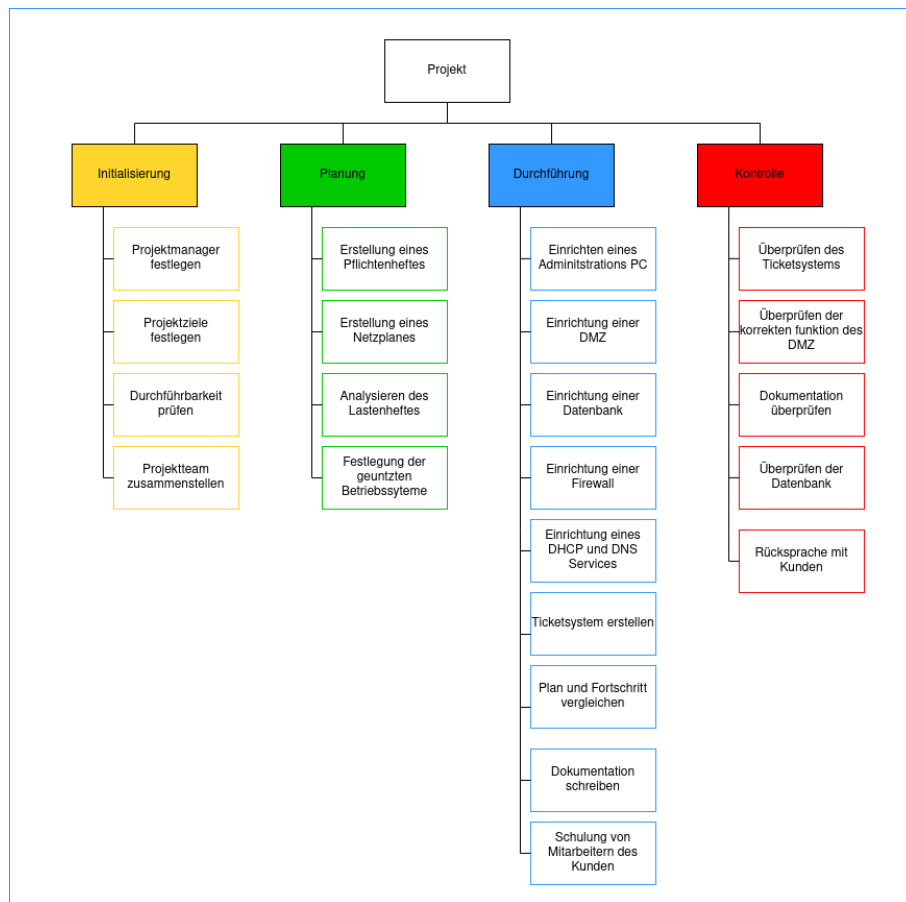 Projekt
Initialisierung
Planung
Durchführung
Kontrolle
Projektmanager
festlegen
Projektziele
festlegen
Durchführbarkeit
prüfen
Projektteam
zusammenstellen
Erstellung eines
Pflichtenheftes
Erstellung eines
Netzplanes
Analysieren des
Lastenheftes
Festlegung der
geuntzten
Betriebssyteme
Einrichten eines
Adminitstrations PC
Einrichtung einer
DMZ
Einrichtung einer
Datenbank
Einrichtung einer
Firewall
Einrichtung eines
DHCP und DNS
Services
Ticketsystem erstellen
Plan und Fortschritt
vergleichen
Dokumentation
schreiben
Schulung von
Mitarbeitern des
Kunden
Überprüfen des
Ticketsystems
Überprüfen der
korrekten funktion des
DMZ
Dokumentation
überprüfen
Überprüfen der
Datenbank
Rücksprache mit
Kunden